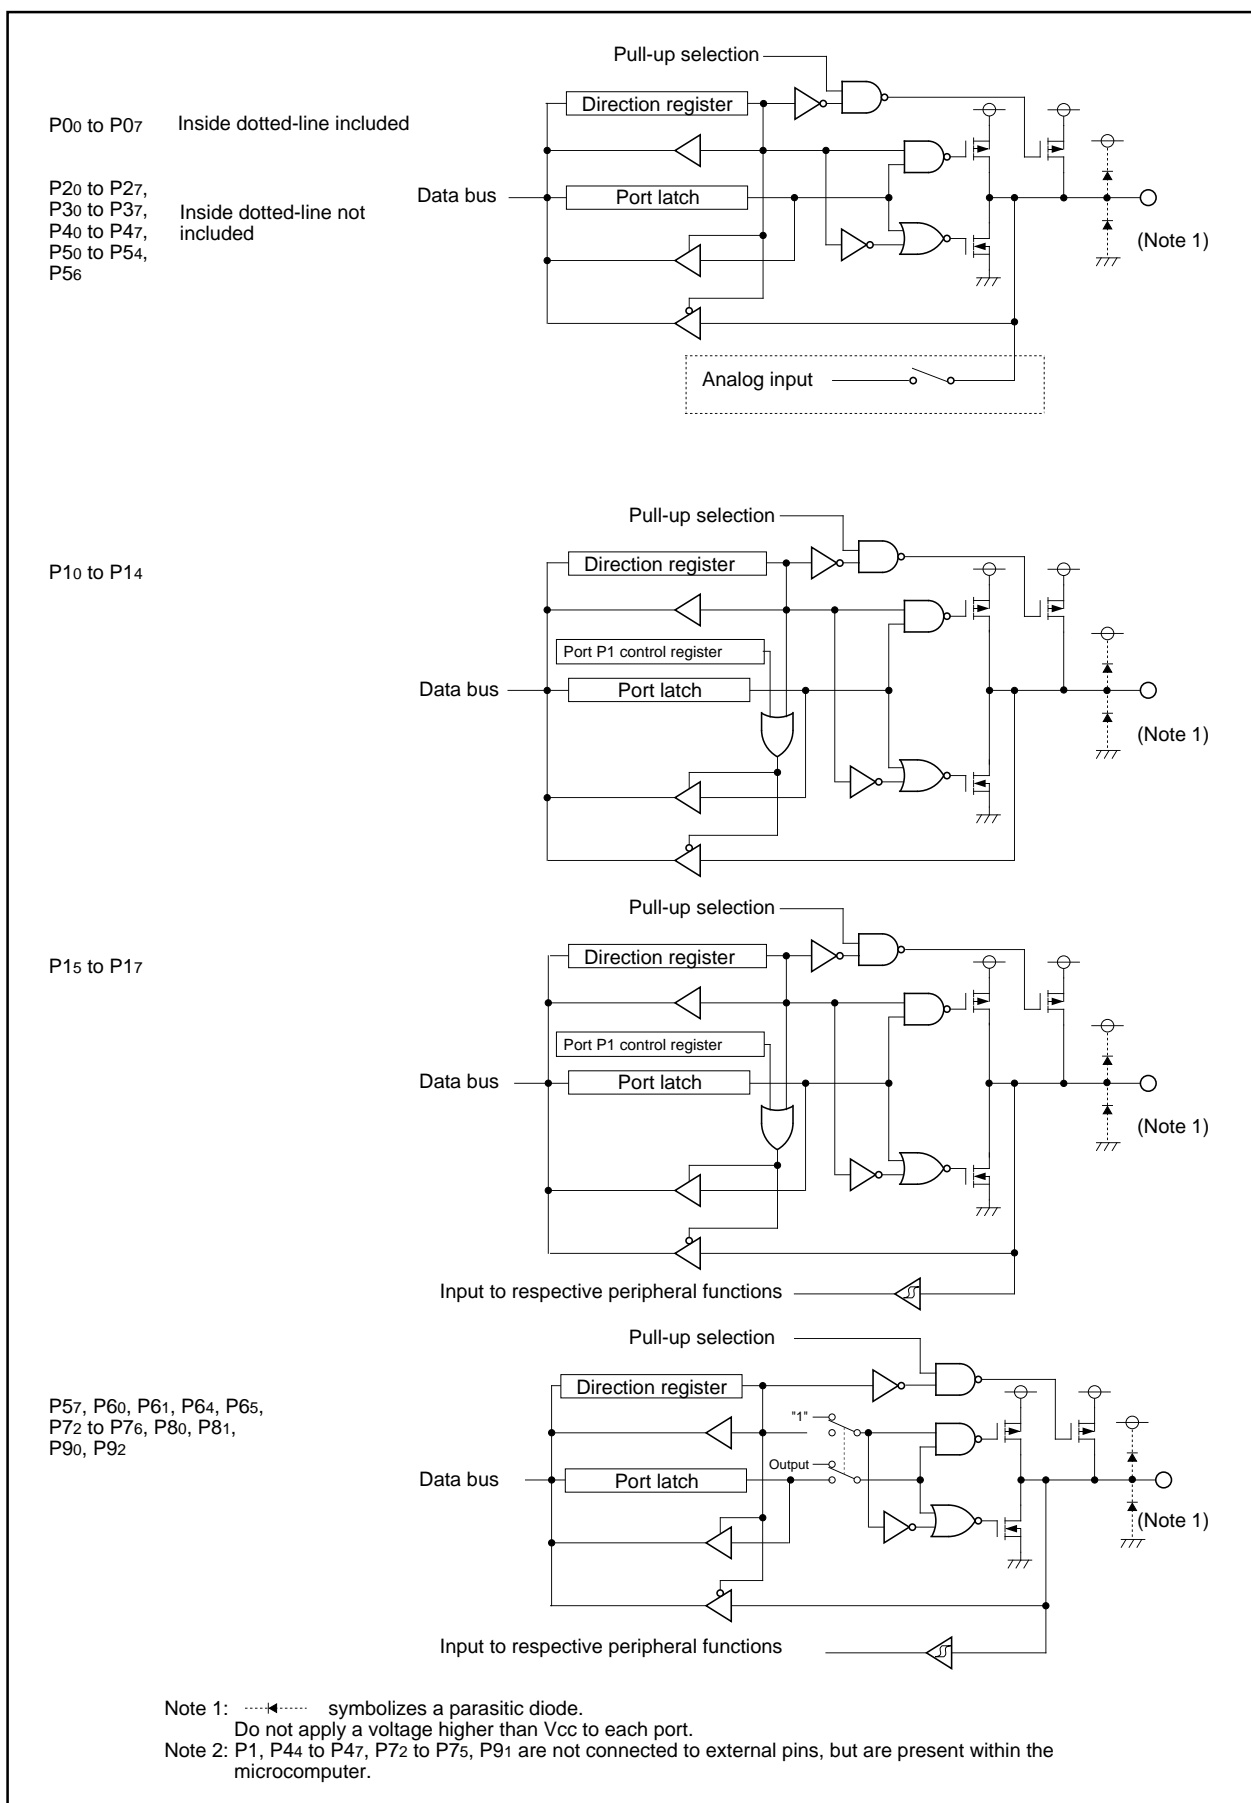 Pull-up selection
Direction register
P00 to P07 Inside dotted-line included
P20 to P27,
P30 to P37,
P40 to P47,
P50 to P54,
P56
Inside dotted-line not
included
Data bus
Port latch
(Note 1)
Analog input
Pull-up selection
P10 to P14
Direction register
Port P1 control register
Data bus
Port latch
(Note 1)
Pull-up selection
P15 to P17
Direction register
Port P1 control register
Data bus
Port latch
(Note 1)
Input to respective peripheral functions
Pull-up selection
P57, P60, P61, P64, P65,
P72 to P76, P80, P81,
P90, P92
Direction register
"1"
Output
Data bus
Port latch
(Note 1)
Input to respective peripheral functions
Note 1: symbolizes a parasitic diode.
Do not apply a voltage higher than Vcc to each port.
Note 2: P1, P44 to P47, P72 to P75, P91 are not connected to external pins, but are present within the
microcomputer.